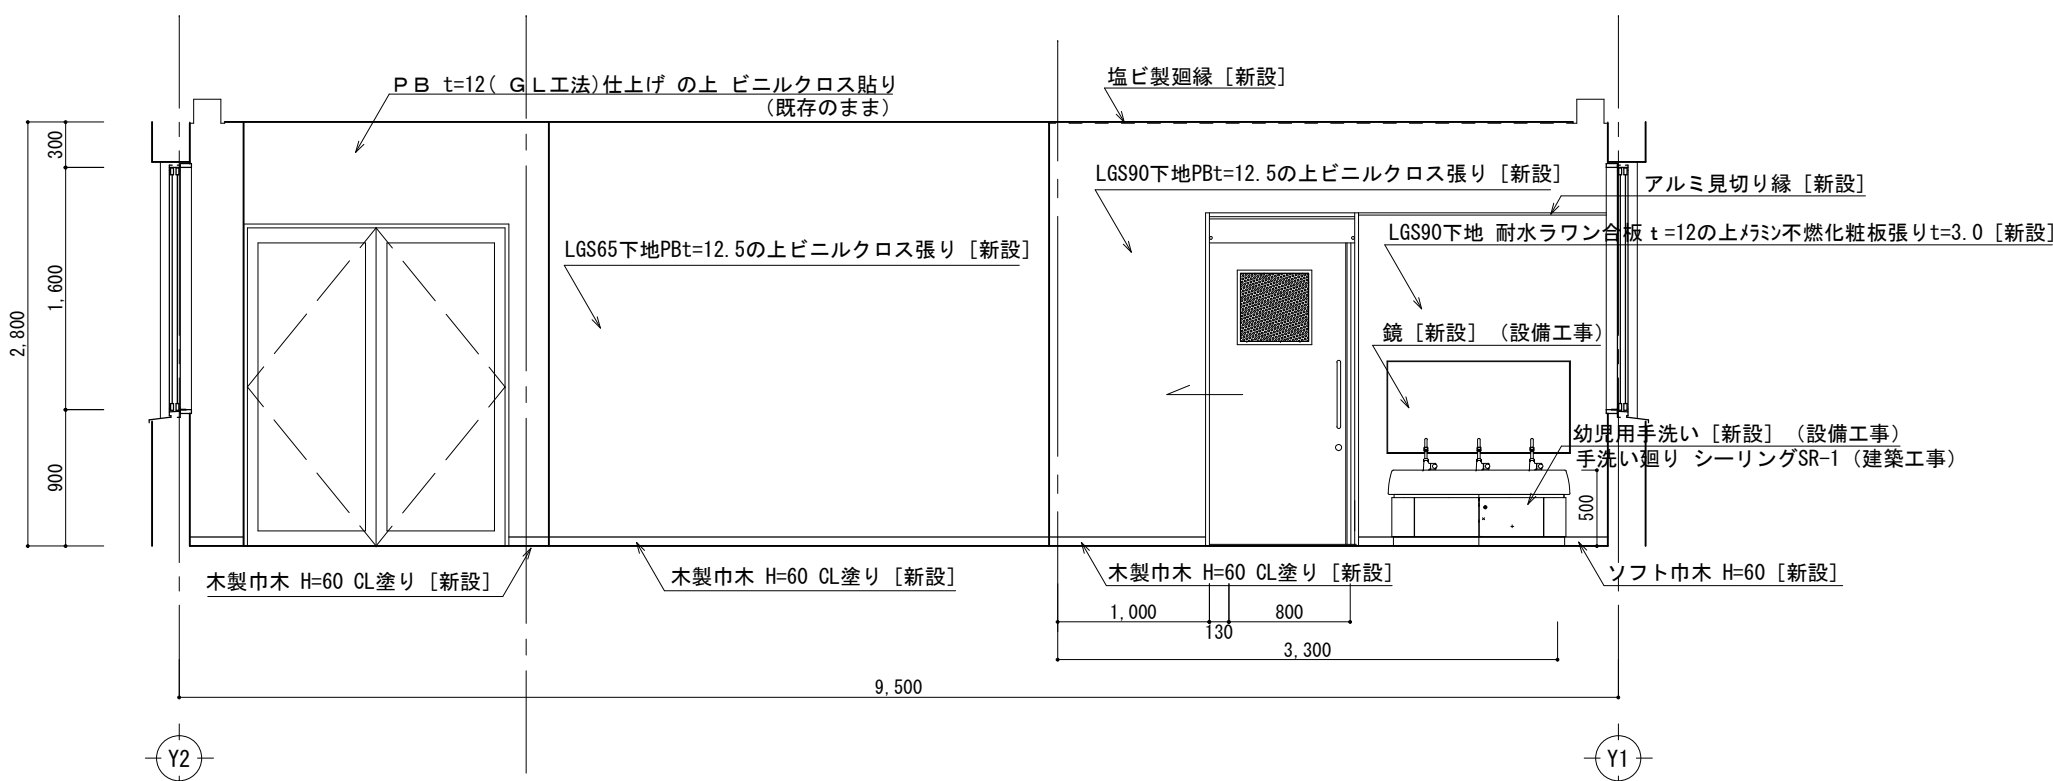 PB t=12( GL工法)仕上げ の上 ビニルクロス貼り
(既存のまま)
塩ビ製廻縁 [新設]
LGS90下地PBt=12.5の上ビニルクロス張り [新設]
アルミ見切り縁 [新設]
LGS65下地PBt=12.5の上ビニルクロス張り [新設]
LGS90下地 耐水ラワン合板 t=12の上メラミン不燃化粧板張りt=3.0 [新設]
鏡 [新設] (設備工事)
幼児用手洗い [新設] (設備工事)
手洗い廻り シーリングSR-1 (建築工事)
300
1,600
2,800
900
500
木製巾木 H=60 CL塗り [新設]
木製巾木 H=60 CL塗り [新設]
木製巾木 H=60 CL塗り [新設]
ソフト巾木 H=60 [新設]
1,000
130
800
3,300
9,500
Y2
Y1